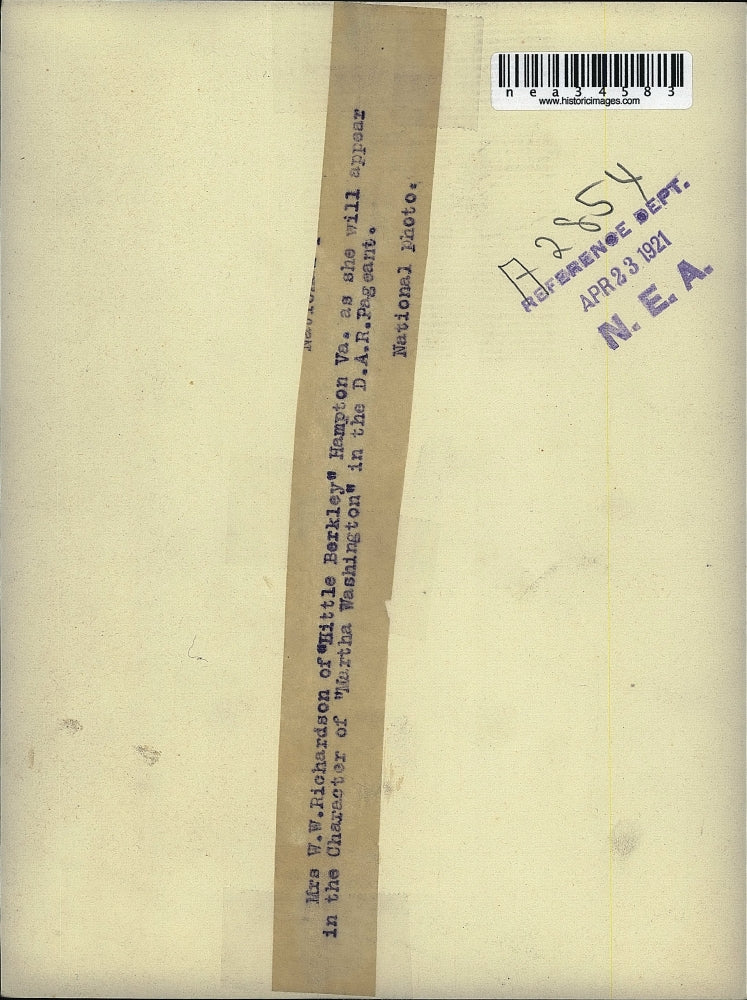 nea34583
www.historicimages.com
A2854
REFERENCE DEPT.
APR 23 1921
N. E. A.
Mrs W.W.Richardson of "Little Berkley" Hampton Va. as she will appear
in the Character of "Martha Washington" in the D.A.R.Pageant.
National photo.